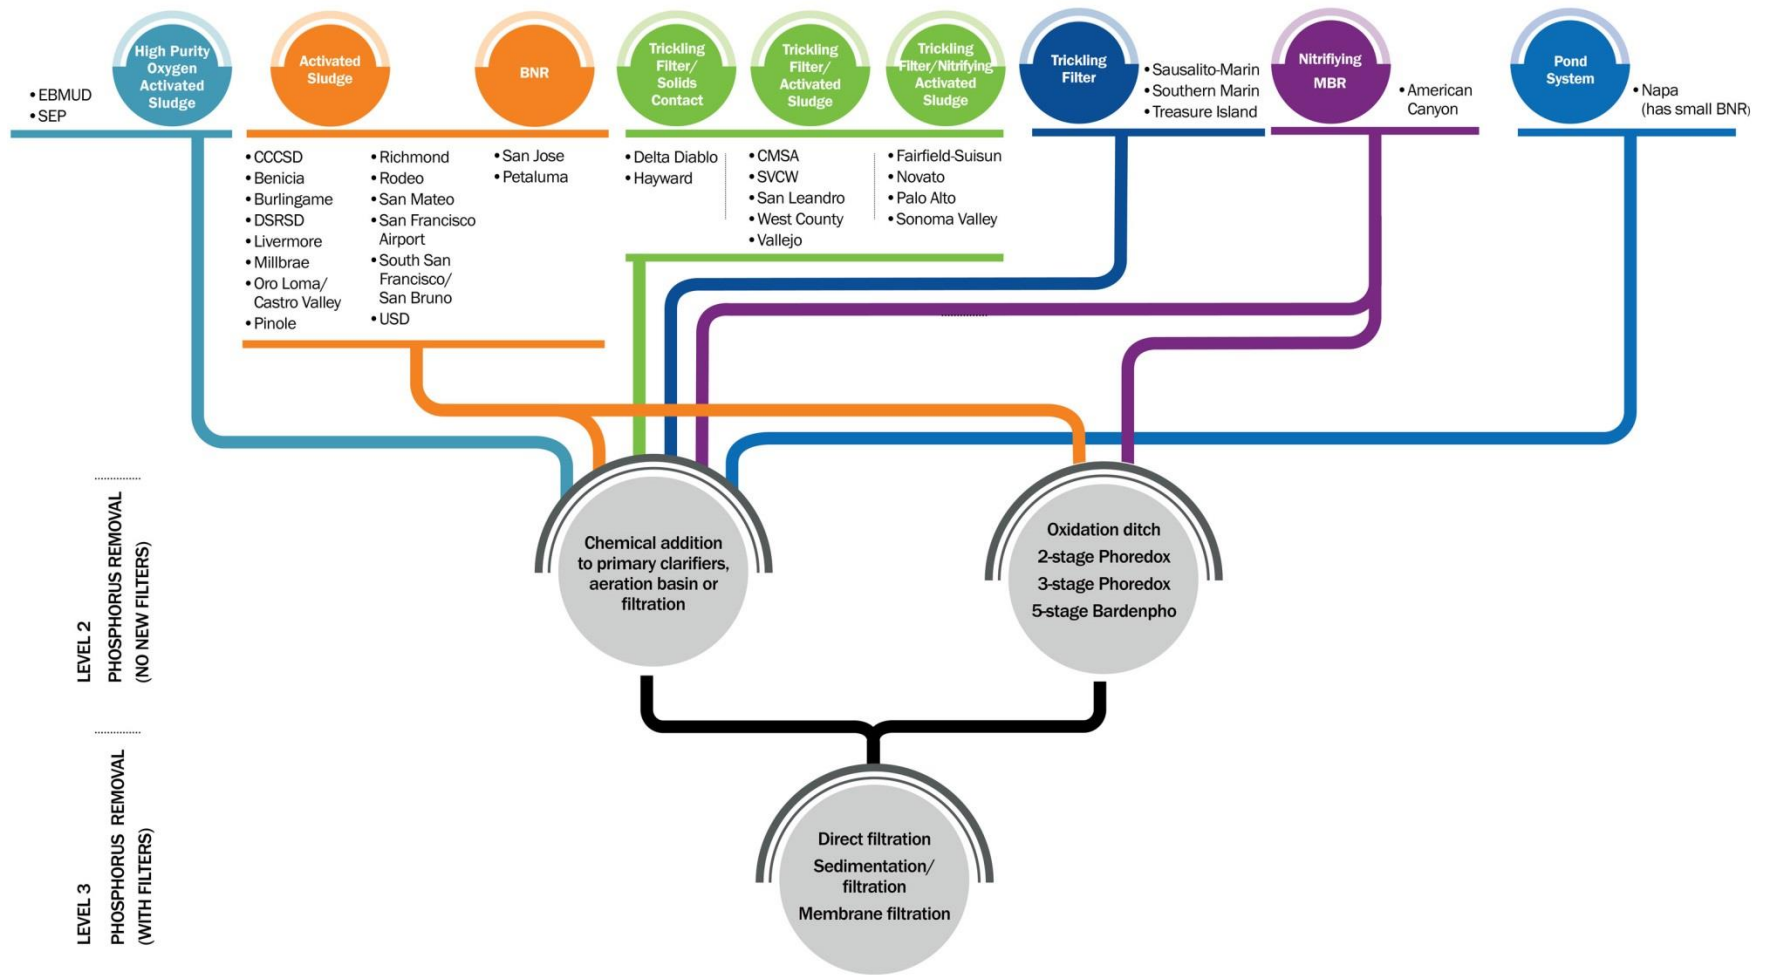 High Purity
Oxygen
Activated
Sludge
• EBMUD
• SEP
Activated
Sludge
BNR
• CCCSD
• Benicia
• Burlingame
• DSRSD
• Livermore
• Millbrae
• Oro Loma/
Castro Valley
• Pinole
• Richmond
• Rodeo
• San Mateo
• San Francisco
Airport
• South San
Francisco/
San Bruno
• USD
• San Jose
• Petaluma
Trickling
Filter/
Solids
Contact
• Delta Diablo
• Hayward
Trickling
Filter/
Activated
Sludge
• CMSA
• SVCW
• San Leandro
• West County
• Vallejo
Trickling
Filter/Nitrifying
Activated
Sludge
• Fairfield-Suisun
• Novato
• Palo Alto
• Sonoma Valley
Trickling
Filter
• Sausalito-Marin
• Southern Marin
• Treasure Island
Nitrifiying
MBR
• American
Canyon
Pond
System
• Napa
(has small BNR)
LEVEL 2
PHOSPHORUS REMOVAL
(NO NEW FILTERS)
Chemical addition
to primary clarifiers,
aeration basin or
filtration
Oxidation ditch
2-stage Phoredox
3-stage Phoredox
5-stage Bardenpho
LEVEL 3
PHOSPHORUS REMOVAL
(WITH FILTERS)
Direct filtration
Sedimentation/
filtration
Membrane filtration